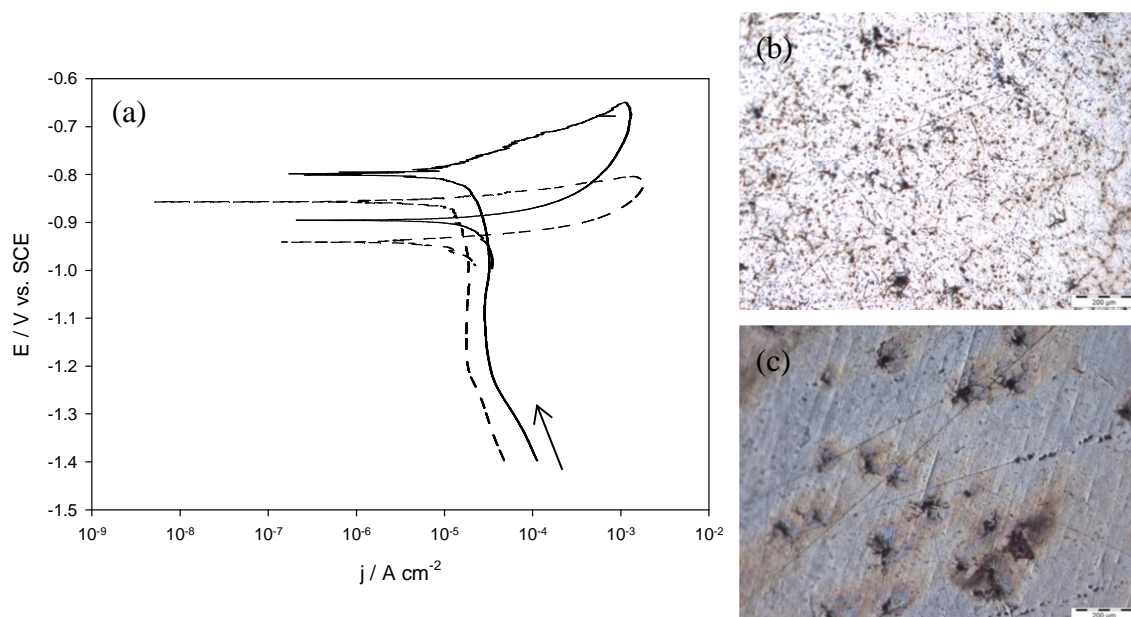 (a)
-0.6
-0.7
-0.8
-0.9
-1.0
-1.1
-1.2
-1.3
-1.4
-1.5
E / V vs. SCE
10⁻⁹ 10⁻⁸ 10⁻⁷ 10⁻⁶ 10⁻⁵ 10⁻⁴ 10⁻³ 10⁻²
j / A cm⁻²
(b)
200 µm
(c)
200 µm